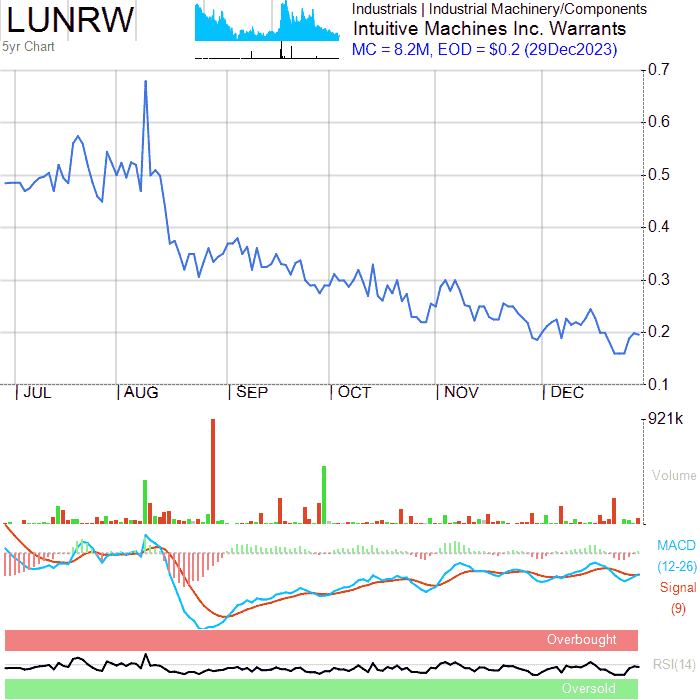 LUNRW
5yr Chart
Industrials | Industrial Machinery/Components
Intuitive Machines Inc. Warrants
MC = 8.2M, EOD = $0.2 (29Dec2023)
0.7
0.6
0.5
0.4
0.3
0.2
0.1
JUL AUG SEP OCT NOV DEC
921k
Volume
MACD
(12-26)
Signal
(9)
Overbought
RSI(14)
Oversold